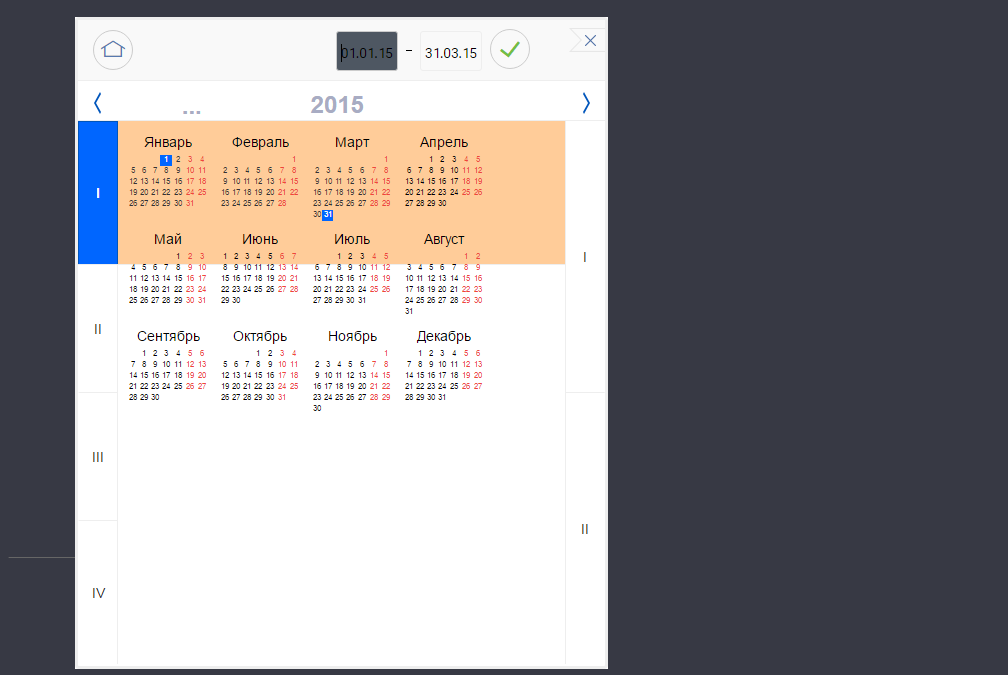 01.01.15 – 31.03.15
... 2015
Январь Февраль Март Апрель
1 2 3 4 1 1 1 2 3 4 5
5 6 7 8 9 10 11 2 3 4 5 6 7 8 2 3 4 5 6 7 8 6 7 8 9 10 11 12
12 13 14 15 16 17 18 9 10 11 12 13 14 15 9 10 11 12 13 14 15 13 14 15 16 17 18 19
I 19 20 21 22 23 24 25 16 17 18 19 20 21 22 16 17 18 19 20 21 22 20 21 22 23 24 25 26
26 27 28 29 30 31 23 24 25 26 27 28 23 24 25 26 27 28 29 27 28 29 30
30 31
Май Июнь Июль Август
1 2 3 1 2 3 4 5 6 7 1 2 3 4 5 1 2 I
4 5 6 7 8 9 10 8 9 10 11 12 13 14 6 7 8 9 10 11 12 3 4 5 6 7 8 9
11 12 13 14 15 16 17 15 16 17 18 19 20 21 13 14 15 16 17 18 19 10 11 12 13 14 15 16
18 19 20 21 22 23 24 22 23 24 25 26 27 28 20 21 22 23 24 25 26 17 18 19 20 21 22 23
25 26 27 28 29 30 31 29 30 27 28 29 30 31 24 25 26 27 28 29 30
31
II
Сентябрь Октябрь Ноябрь Декабрь
1 2 3 4 5 6 1 2 3 4 1 1 2 3 4 5 6
7 8 9 10 11 12 13 5 6 7 8 9 10 11 2 3 4 5 6 7 8 7 8 9 10 11 12 13
14 15 16 17 18 19 20 12 13 14 15 16 17 18 9 10 11 12 13 14 15 14 15 16 17 18 19 20
21 22 23 24 25 26 27 19 20 21 22 23 24 25 16 17 18 19 20 21 22 21 22 23 24 25 26 27
28 29 30 26 27 28 29 30 31 23 24 25 26 27 28 29 28 29 30 31
30
III
II
IV